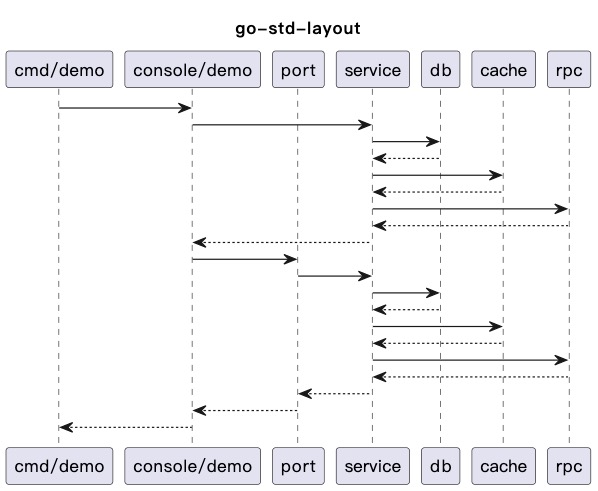 go-std-layout
cmd/demo console/demo port service db cache rpc
cmd/demo console/demo port service db cache rpc